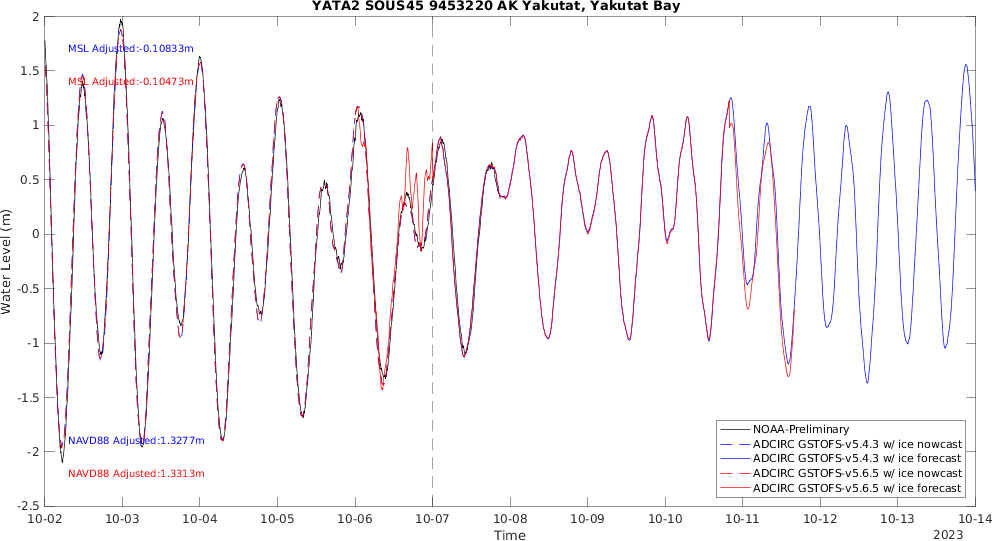 YATA2 SOUS45 9453220 AK Yakutat, Yakutat Bay
2
1.5
1
0.5
0
-0.5
-1
-1.5
-2
-2.5
Water Level (m)
MSL Adjusted:-0.10833m
MSL Adjusted:-0.10473m
NAVD88 Adjusted:1.3277m
NAVD88 Adjusted:1.3313m
NOAA-Preliminary
ADCIRC GSTOFS-v5.4.3 w/ ice nowcast
ADCIRC GSTOFS-v5.4.3 w/ ice forecast
ADCIRC GSTOFS-v5.6.5 w/ ice nowcast
ADCIRC GSTOFS-v5.6.5 w/ ice forecast
10-02 10-03 10-04 10-05 10-06 10-07 10-08 10-09 10-10 10-11 10-12 10-13 10-14
Time
2023